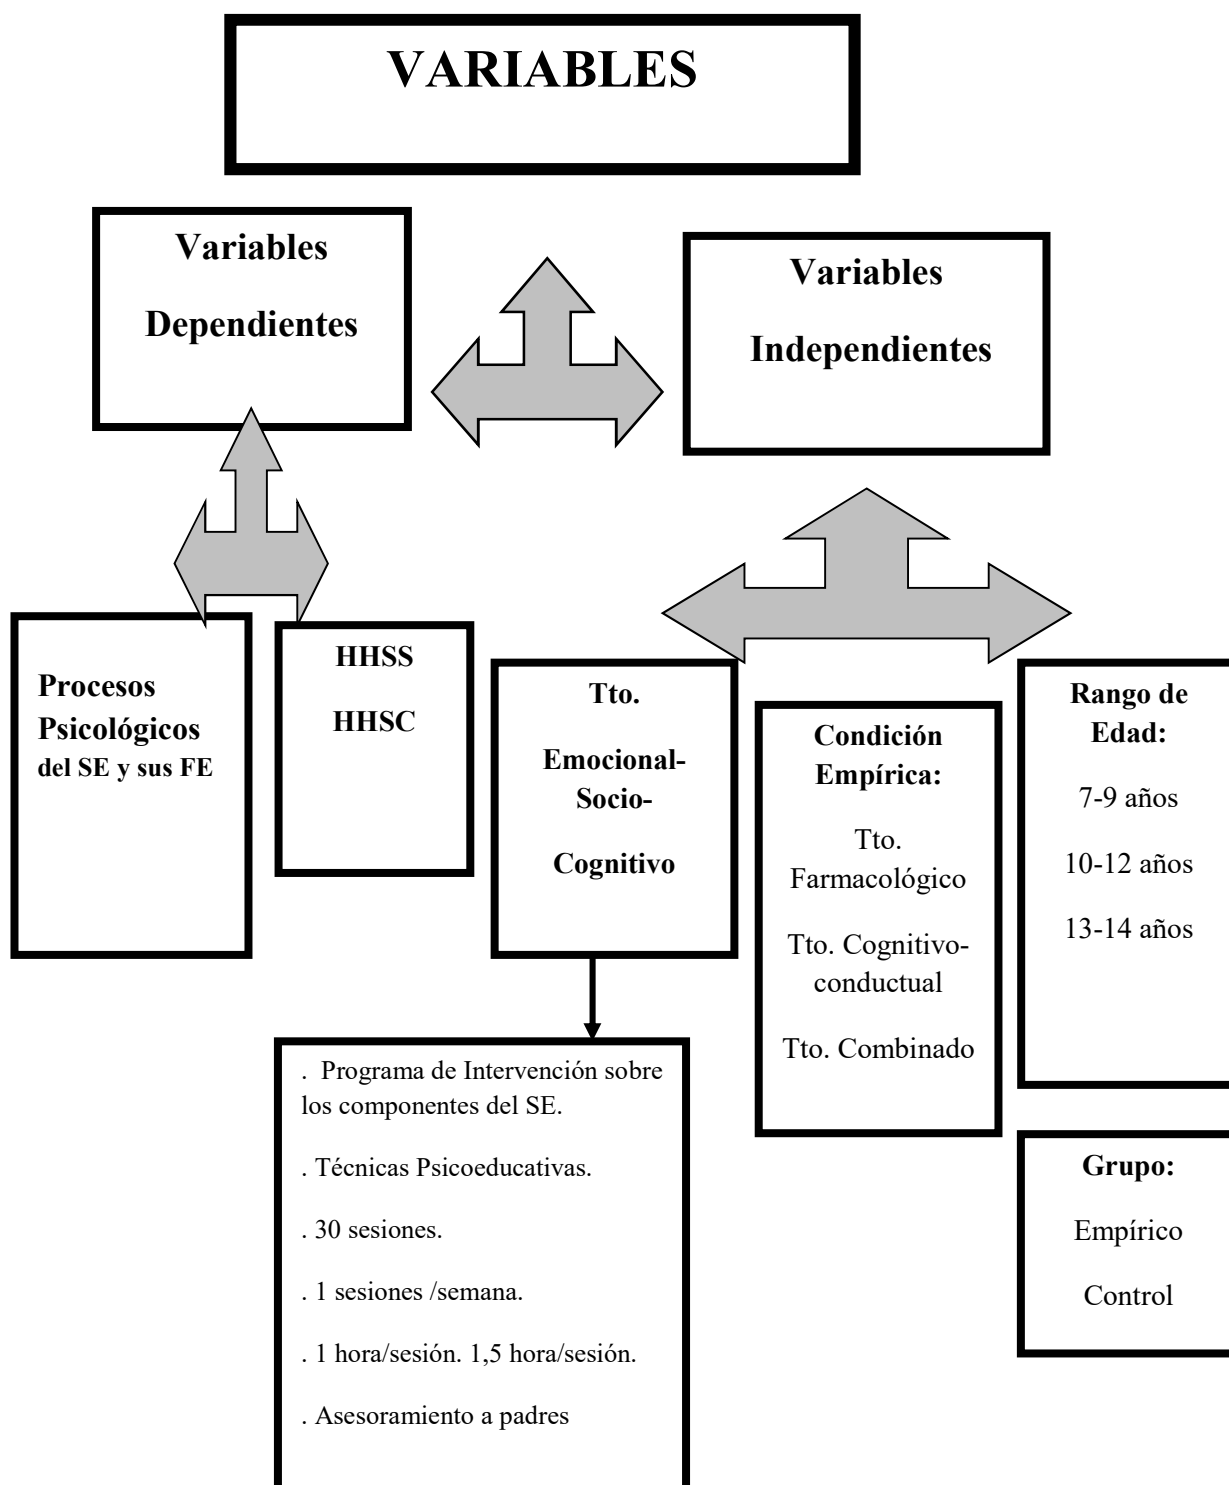 VARIABLES
Variables
Dependientes
Variables
Independientes
Procesos
Psicológicos
del SE y sus FE
HHSS
HHSC
Tto.
Emocional-
Socio-
Cognitivo
Condición
Empírica:
Tto.
Farmacológico
Tto. Cognitivo-
conductual
Tto. Combinado
Rango de
Edad:
7-9 años
10-12 años
13-14 años
. Programa de Intervención sobre
los componentes del SE.
. Técnicas Psicoeducativas.
. 30 sesiones.
. 1 sesiones /semana.
. 1 hora/sesión. 1,5 hora/sesión.
. Asesoramiento a padres
Grupo:
Empírico
Control